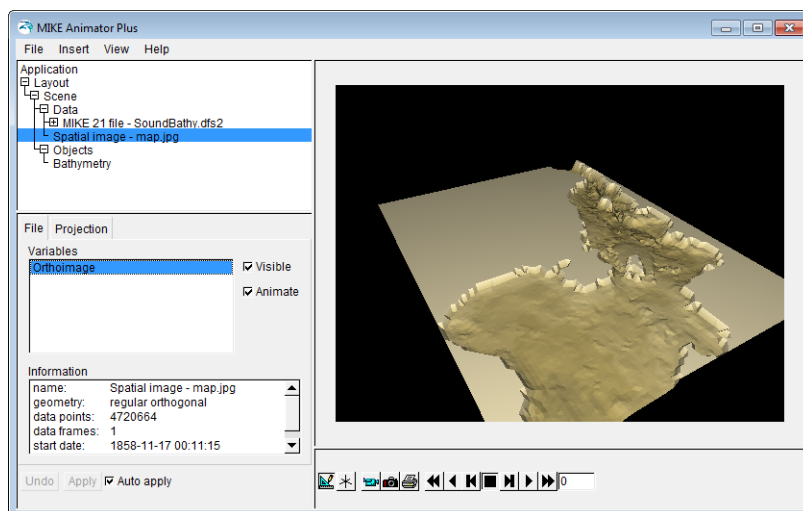 MIKE Animator Plus
File Insert View Help
Application
Layout
Scene
Data
MIKE 21 file - SoundBathy.dfs2
Spatial image - map.jpg
Objects
Bathymetry
File Projection
Variables
Orthoimage
Visible
Animate
Information
name: Spatial image - map.jpg
geometry: regular orthogonal
data points: 4720664
data frames: 1
start date: 1858-11-17 00:11:15
Undo Apply Auto apply
0